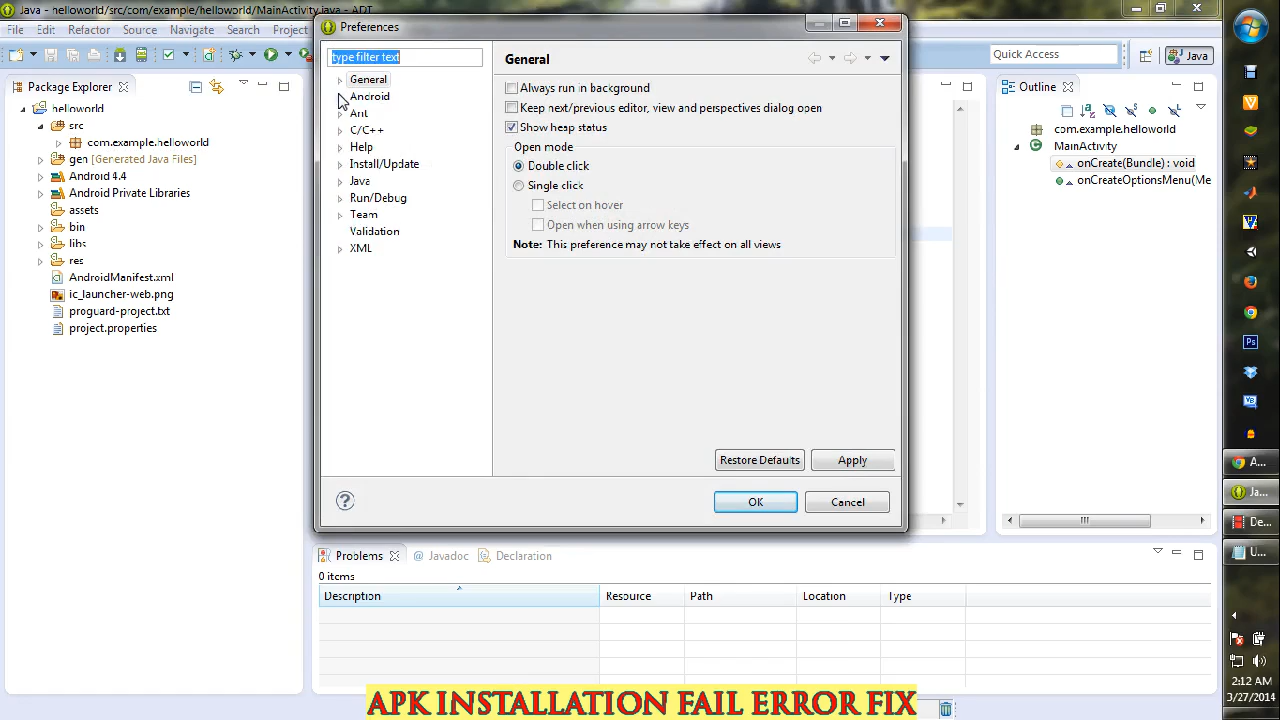 Java - helloworld/src/com/example/helloworld/MainActivity.java - ADT
Preferences
File Edit Refactor Source Navigate Search Project
Quick Access
Java
Package Explorer
helloworld
src
com.example.helloworld
gen [Generated Java Files]
Android 4.4
Android Private Libraries
assets
bin
libs
res
AndroidManifest.xml
ic_launcher-web.png
proguard-project.txt
project.properties
type filter text
General
Android
Ant
C/C++
Help
Install/Update
Java
Run/Debug
Team
Validation
XML
General
Always run in background
Keep next/previous editor, view and perspectives dialog open
Show heap status
Open mode
Double click
Single click
Select on hover
Open when using arrow keys
Note: This preference may not take effect on all views
Restore Defaults
Apply
OK
Cancel
Outline
com.example.helloworld
MainActivity
onCreate(Bundle) : void
onCreateOptionsMenu(Me
Problems
@ Javadoc
Declaration
0 items
Description Resource Path Location Type
Ps
A...
Ja...
De...
U...
2:12 AM
3/27/2014
APK INSTALLATION FAIL ERROR FIX